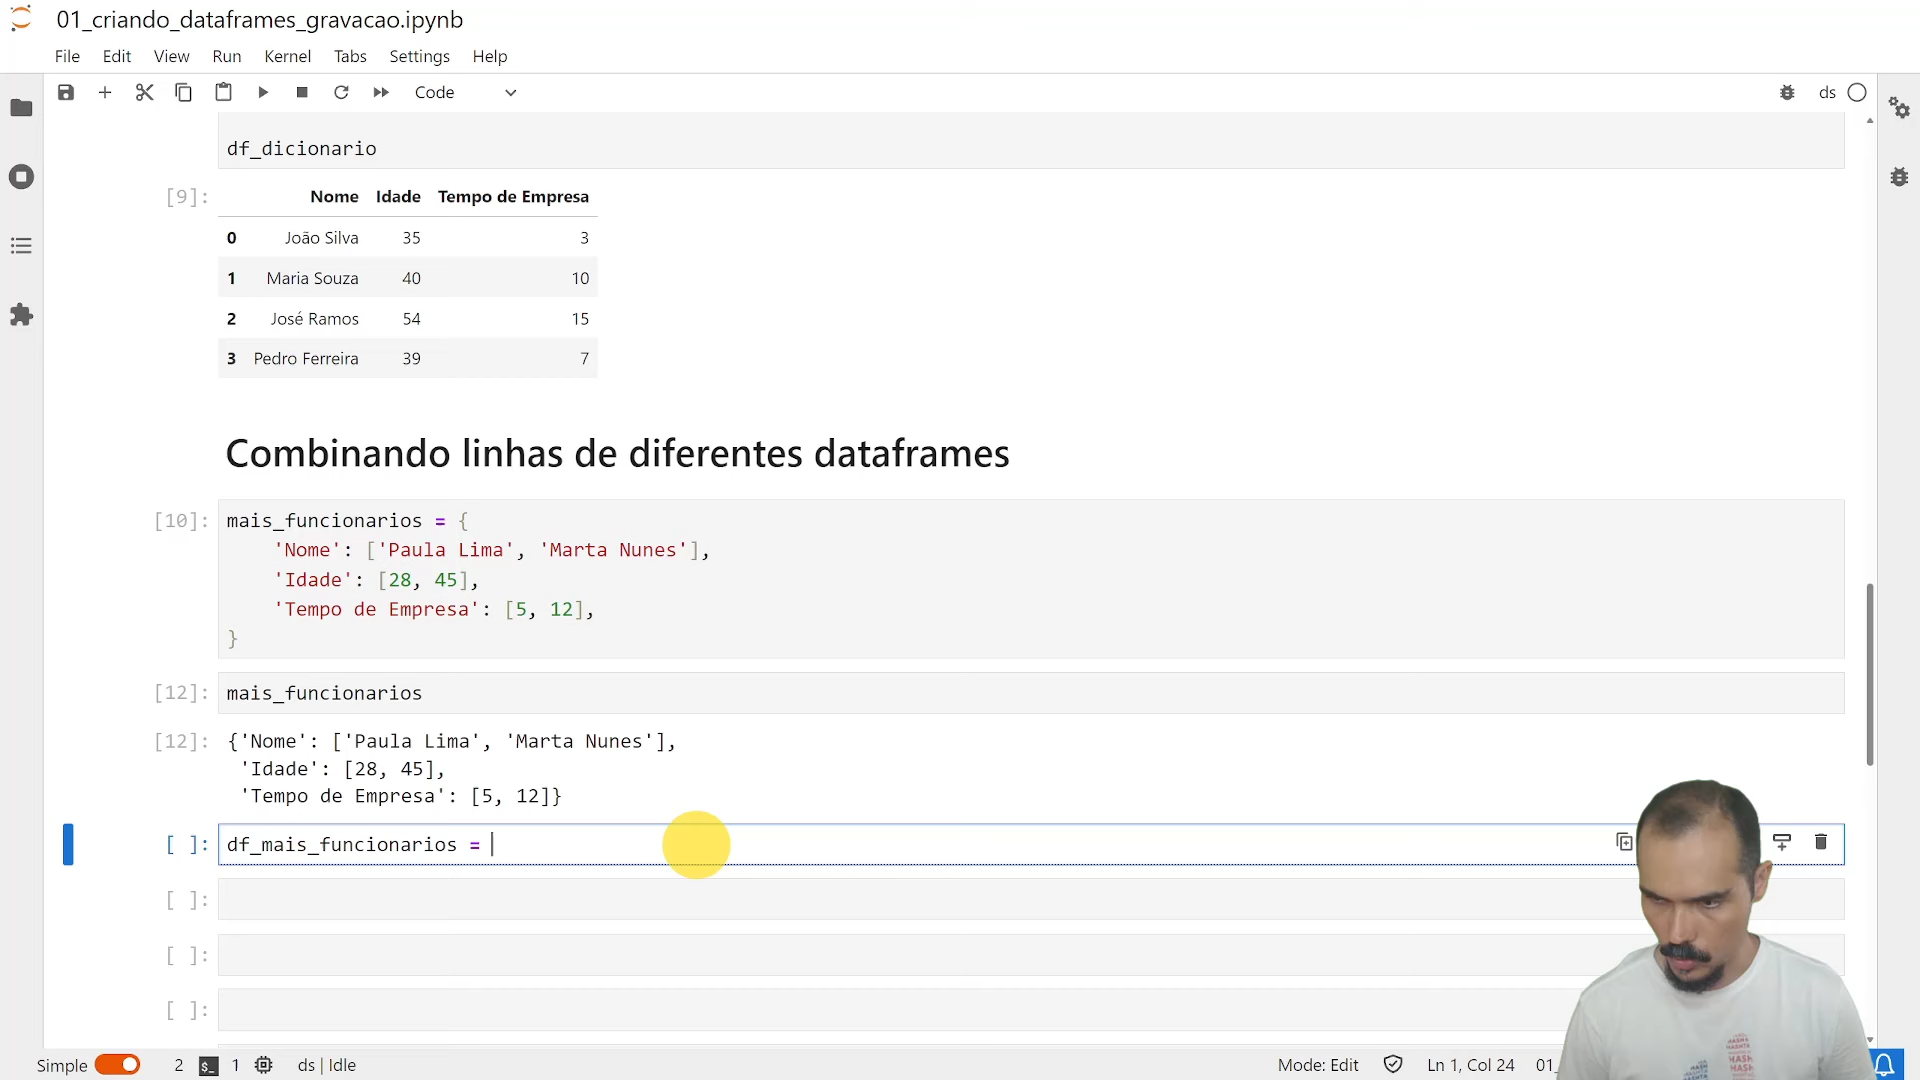 01_criando_dataframes_gravacao.ipynb
File Edit View Run Kernel Tabs Settings Help
Code
ds
df_dicionario
[9]:
Nome Idade Tempo de Empresa
0 João Silva 35 3
1 Maria Souza 40 10
2 José Ramos 54 15
3 Pedro Ferreira 39 7
Combinando linhas de diferentes dataframes
[10]: mais_funcionarios = {
'Nome': ['Paula Lima', 'Marta Nunes'],
'Idade': [28, 45],
'Tempo de Empresa': [5, 12],
}
[12]: mais_funcionarios
[12]: {'Nome': ['Paula Lima', 'Marta Nunes'],
'Idade': [28, 45],
'Tempo de Empresa': [5, 12]}
[ ]: df_mais_funcionarios =
[ ]:
[ ]:
[ ]:
Simple 2 $_ 1 ds | Idle Mode: Edit Ln 1, Col 24 01_